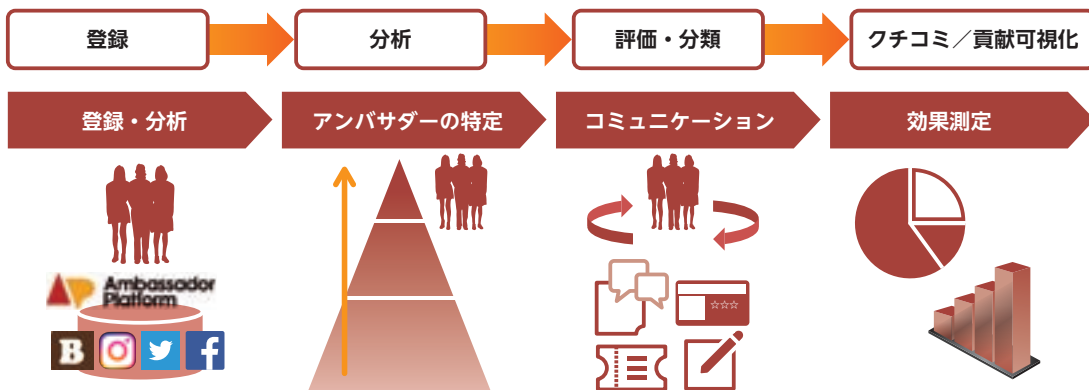 登録
分析
評価・分類
クチコミ／貢献可視化
登録・分析
アンバサダーの特定
コミュニケーション
効果測定
Ambassador
Platform
B
f